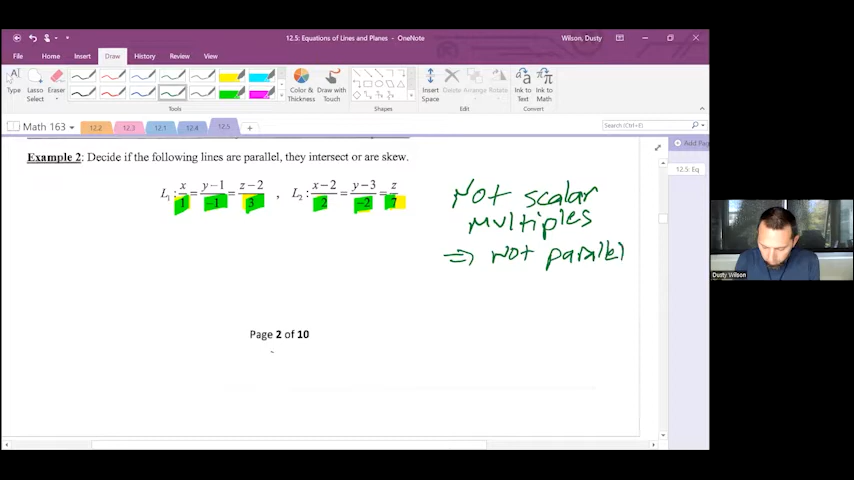 12.5: Equations of Lines and Planes - OneNote
Wilson, Dusty
File Home Insert Draw History Review View
Type
Lasso Select
Eraser
Color & Thickness
Draw with Touch
Insert Space
Delete Arrange Rotate
Ink to Text
Ink to Math
Tools
Shapes
Edit
Convert
Math 163
12.2 12.3 12.1 12.4 12.5 +
Search (Ctrl+E)
Add Page
12.5: Eq
Example 2: Decide if the following lines are parallel, they intersect or are skew.
L₁: x/1 = (y−1)/−1 = (z−2)/3 , L₂: (x−2)/2 = (y−3)/−2 = z/7
Not scalar
multiples
⇒ not parallel
Page 2 of 10
Dusty Wilson